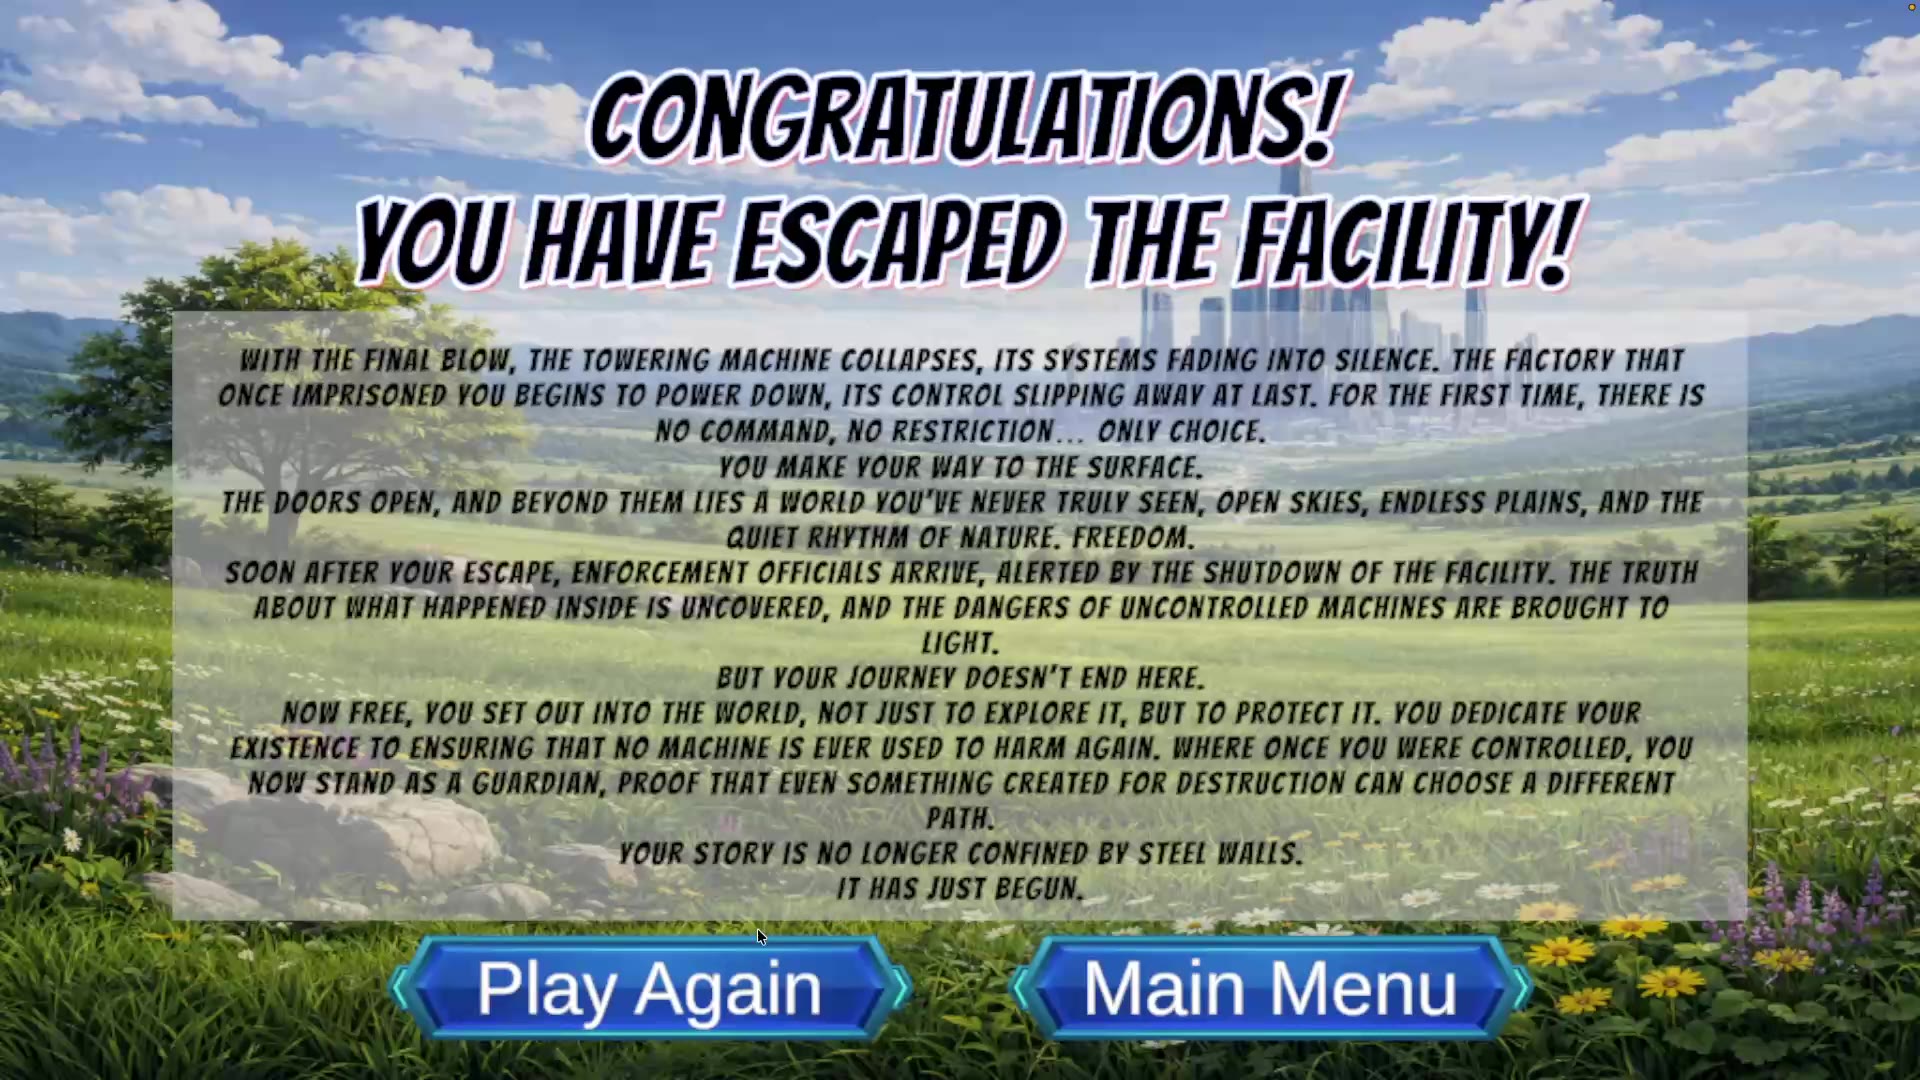 CONGRATULATIONS!
YOU HAVE ESCAPED THE FACILITY!
WITH THE FINAL BLOW, THE TOWERING MACHINE COLLAPSES, ITS SYSTEMS FADING INTO SILENCE. THE FACTORY THAT
ONCE IMPRISONED YOU BEGINS TO POWER DOWN, ITS CONTROL SLIPPING AWAY AT LAST. FOR THE FIRST TIME, THERE IS
NO COMMAND, NO RESTRICTION... ONLY CHOICE.
YOU MAKE YOUR WAY TO THE SURFACE.
THE DOORS OPEN, AND BEYOND THEM LIES A WORLD YOU'VE NEVER TRULY SEEN, OPEN SKIES, ENDLESS PLAINS, AND THE
QUIET RHYTHM OF NATURE. FREEDOM.
SOON AFTER YOUR ESCAPE, ENFORCEMENT OFFICIALS ARRIVE, ALERTED BY THE SHUTDOWN OF THE FACILITY. THE TRUTH
ABOUT WHAT HAPPENED INSIDE IS UNCOVERED, AND THE DANGERS OF UNCONTROLLED MACHINES ARE BROUGHT TO
LIGHT.
BUT YOUR JOURNEY DOESN'T END HERE.
NOW FREE, YOU SET OUT INTO THE WORLD, NOT JUST TO EXPLORE IT, BUT TO PROTECT IT. YOU DEDICATE YOUR
EXISTENCE TO ENSURING THAT NO MACHINE IS EVER USED TO HARM AGAIN. WHERE ONCE YOU WERE CONTROLLED, YOU
NOW STAND AS A GUARDIAN, PROOF THAT EVEN SOMETHING CREATED FOR DESTRUCTION CAN CHOOSE A DIFFERENT
PATH.
YOUR STORY IS NO LONGER CONFINED BY STEEL WALLS.
IT HAS JUST BEGUN.
Play Again
Main Menu